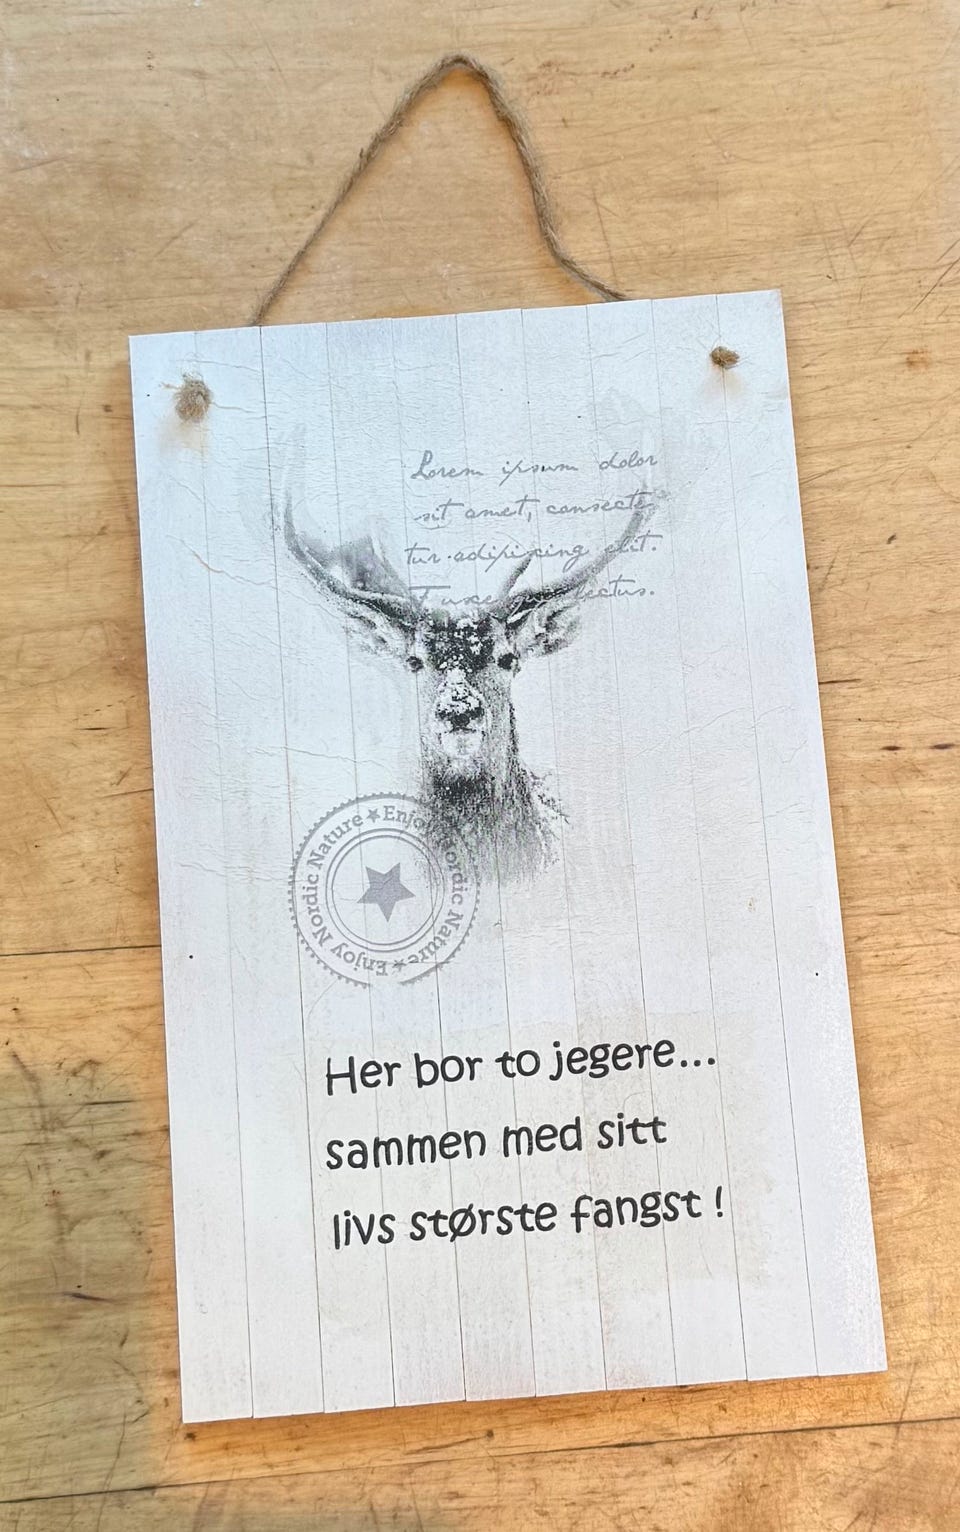 Lorem ipsum dolor
sit amet, consecte
tur adipixing elit.
lectus.
Enjoy Nordic Nature ★ Enjoy Nordic Nature ★
Her bor to jegere...
sammen med sitt
livs største fangst !